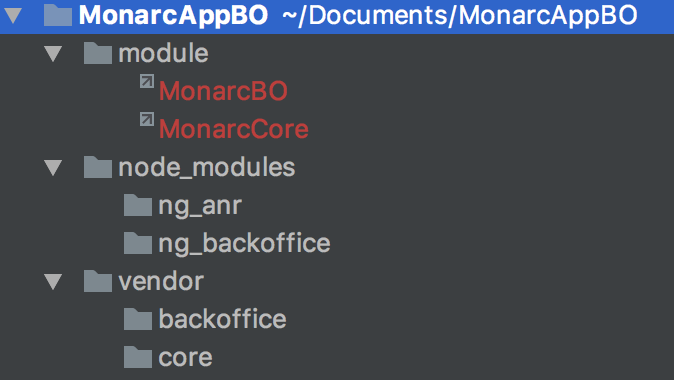 MonarcAppBO ~/Documents/MonarcAppBO
module
MonarcBO
MonarcCore
node_modules
ng_anr
ng_backoffice
vendor
backoffice
core